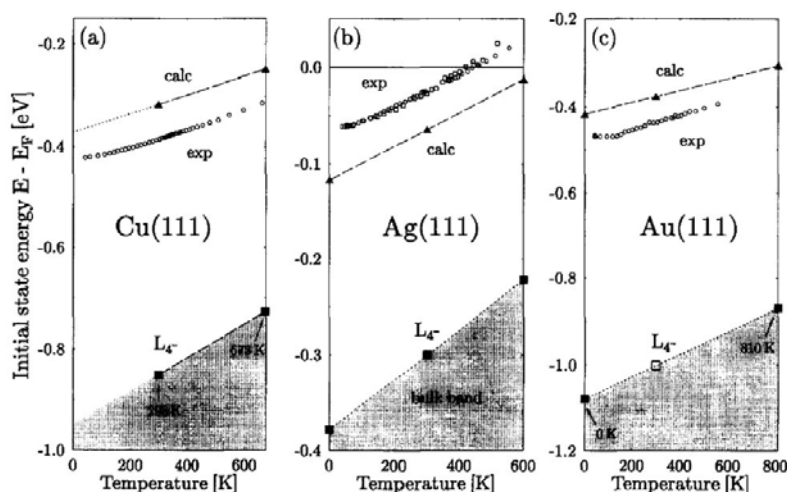 Initial state energy E - E_F [eV]
(a)
-0.2
-0.4
-0.6
-0.8
-1.0
calc
exp
Cu(111)
L₄-
673 K
295 K
0 200 400 600
Temperature [K]
(b)
0.0
-0.1
-0.2
-0.3
-0.4
exp
calc
Ag(111)
L₄-
bulk band
0 200 400 600
Temperature [K]
(c)
-0.2
-0.4
-0.6
-0.8
-1.0
-1.2
calc
exp
Au(111)
L₄-
810 K
0 K
0 200 400 600 800
Temperature [K]